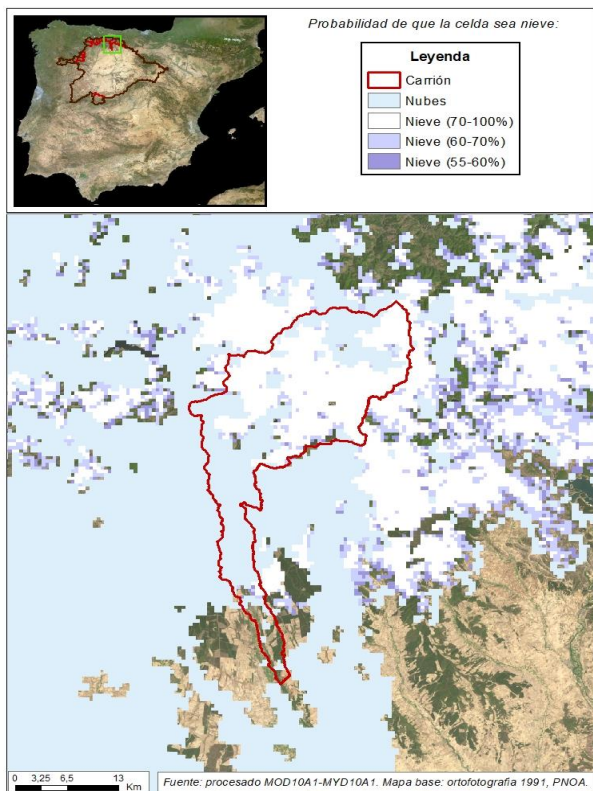 Probabilidad de que la celda sea nieve:
Leyenda
Carrión
Nubes
Nieve (70-100%)
Nieve (60-70%)
Nieve (55-60%)
0 3,25 6,5 13
Km
Fuente: procesado MOD10A1-MYD10A1. Mapa base: ortofotografia 1991, PNOA.